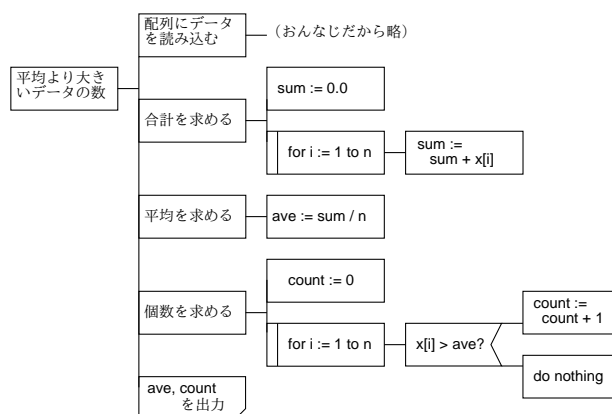 配列にデータ
を読み込む
（おんなじだから略）
平均より大き
いデータの数
合計を求める
sum := 0.0
for i := 1 to n
sum :=
sum + x[i]
平均を求める
ave := sum / n
個数を求める
count := 0
for i := 1 to n
x[i] > ave?
count :=
count + 1
do nothing
ave, count
を出力